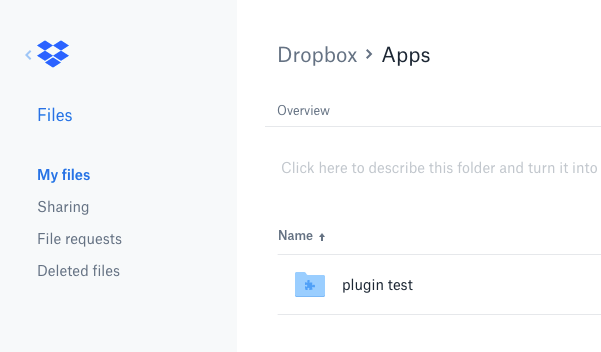 Files
My files
Sharing
File requests
Deleted files
Dropbox › Apps
Overview
Click here to describe this folder and turn it into
Name ↑
plugin test